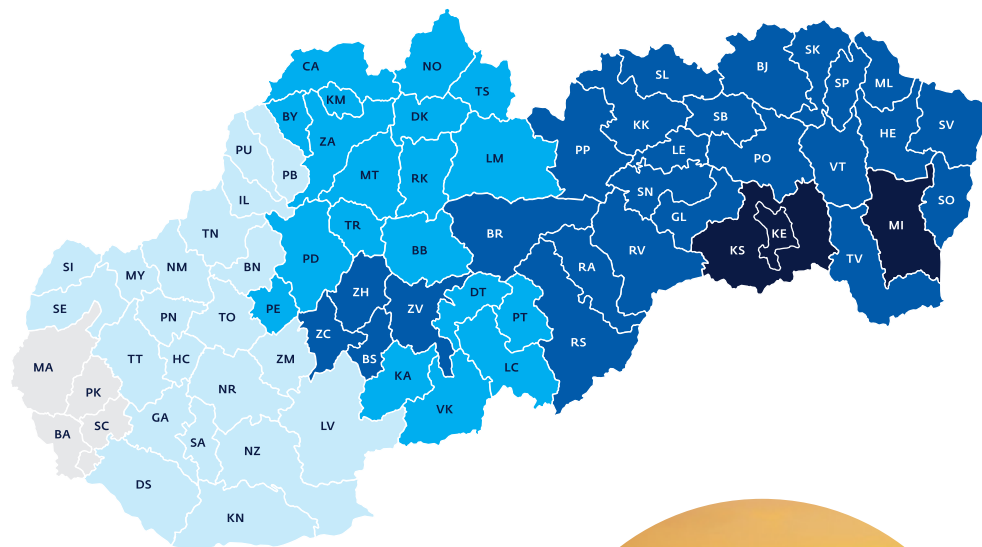 CA
NO
KM
TS
BY
ZA
DK
PU
PB
MT
RK
LM
IL
TR
TN
BN
PD
BB
SI
MY
NM
SE
PN
TO
PE
ZH
ZV
DT
PT
ZC
BS
MA
TT
HC
ZM
KA
LC
PK
NR
VK
GA
LV
BA
SC
SA
NZ
DS
KN
SL
BJ
SK
SP
ML
KK
SB
HE
SV
PP
LE
PO
VT
SN
GL
SO
BR
RV
KS
KE
MI
RA
TV
RS